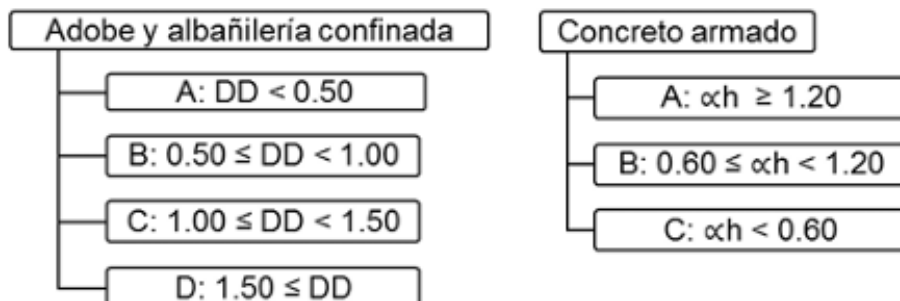 Adobe y albañilería confinada
A: DD < 0.50
B: 0.50 ≤ DD < 1.00
C: 1.00 ≤ DD < 1.50
D: 1.50 ≤ DD
Concreto armado
A: ∝h ≥ 1.20
B: 0.60 ≤ ∝h < 1.20
C: ∝h < 0.60